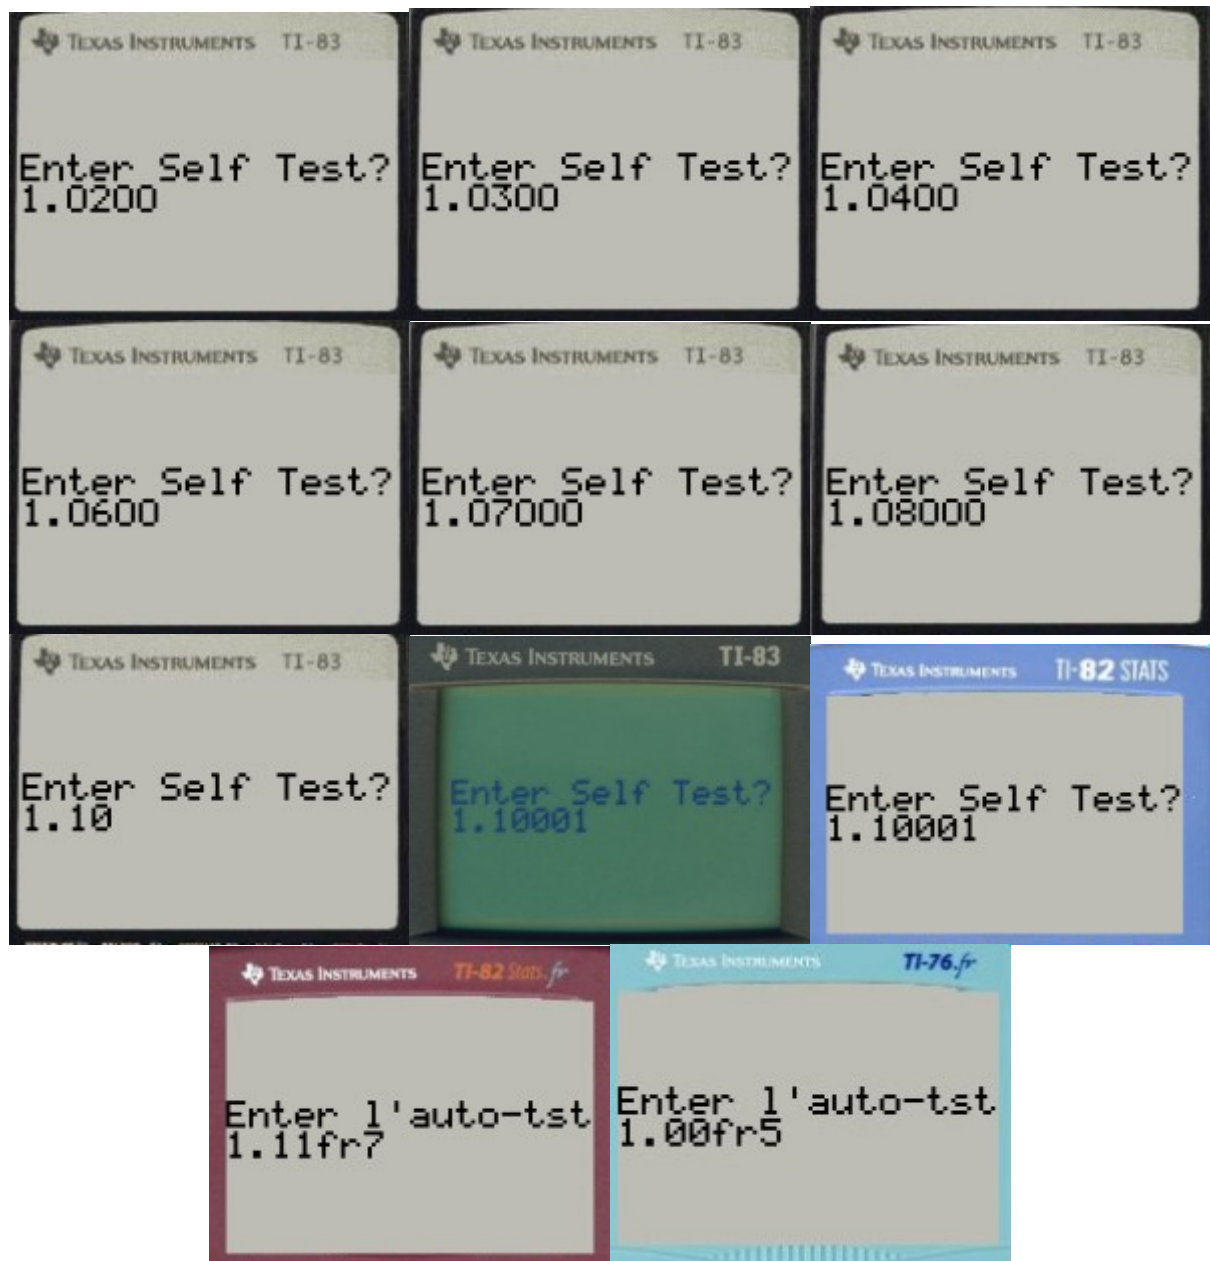 TEXAS INSTRUMENTS TI-83
Enter Self Test?
1.0200
TEXAS INSTRUMENTS TI-83
Enter Self Test?
1.0300
TEXAS INSTRUMENTS TI-83
Enter Self Test?
1.0400
TEXAS INSTRUMENTS TI-83
Enter Self Test?
1.0600
TEXAS INSTRUMENTS TI-83
Enter Self Test?
1.07000
TEXAS INSTRUMENTS TI-83
Enter Self Test?
1.08000
TEXAS INSTRUMENTS TI-83
Enter Self Test?
1.10
TEXAS INSTRUMENTS TI-83
Enter Self Test?
1.10001
TEXAS INSTRUMENTS TI-82 STATS
Enter Self Test?
1.10001
TEXAS INSTRUMENTS TI-82 Stats.fr
Enter l'auto-tst
1.11fr7
TEXAS INSTRUMENTS TI-76.fr
Enter l'auto-tst
1.00fr5